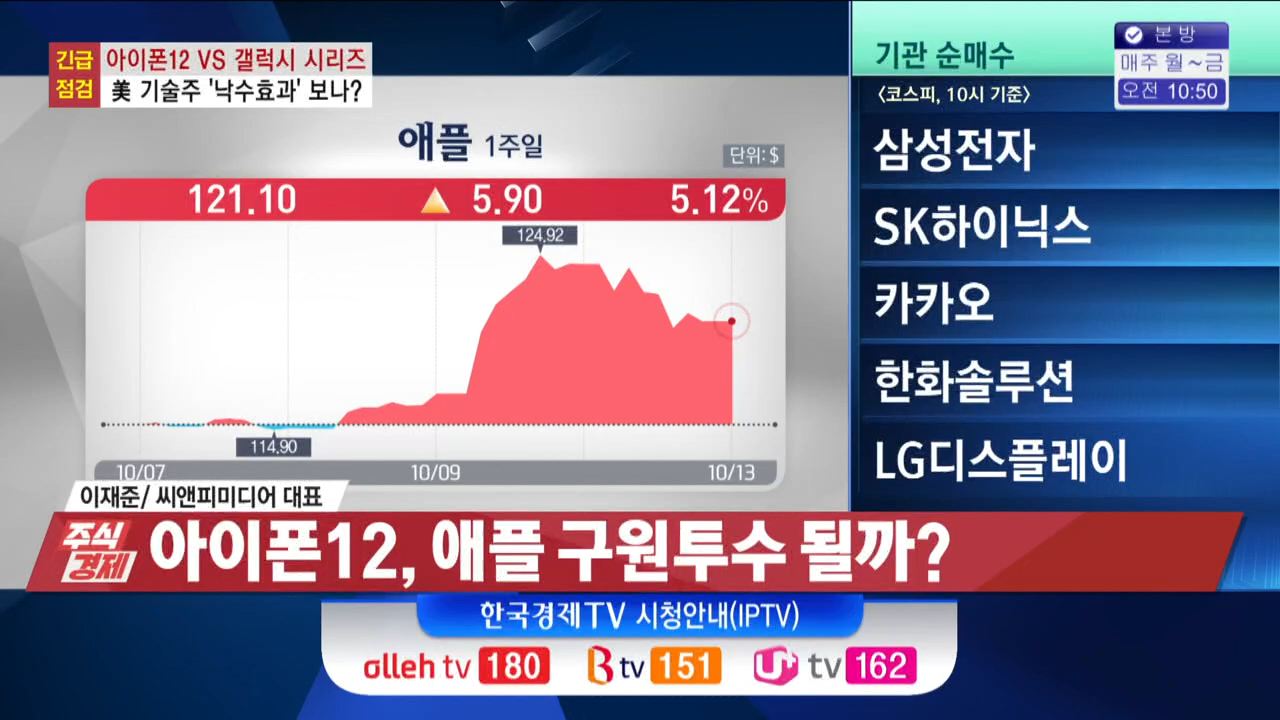 긴급 점검
아이폰12 VS 갤럭시 시리즈
美 기술주 '낙수효과' 보나?
애플 1주일
단위: $
121.10 ▲ 5.90 5.12%
124.92
114.90
10/07 10/09 10/13
기관 순매수
〈코스피, 10시 기준〉
본 방
매주 월~금
오전 10:50
삼성전자
SK하이닉스
카카오
한화솔루션
LG디스플레이
이재준/ 씨앤피미디어 대표
주식 경제
아이폰12, 애플 구원투수 될까?
한국경제TV 시청안내(IPTV)
alleh tv 180 B tv 151 U+ tv 162